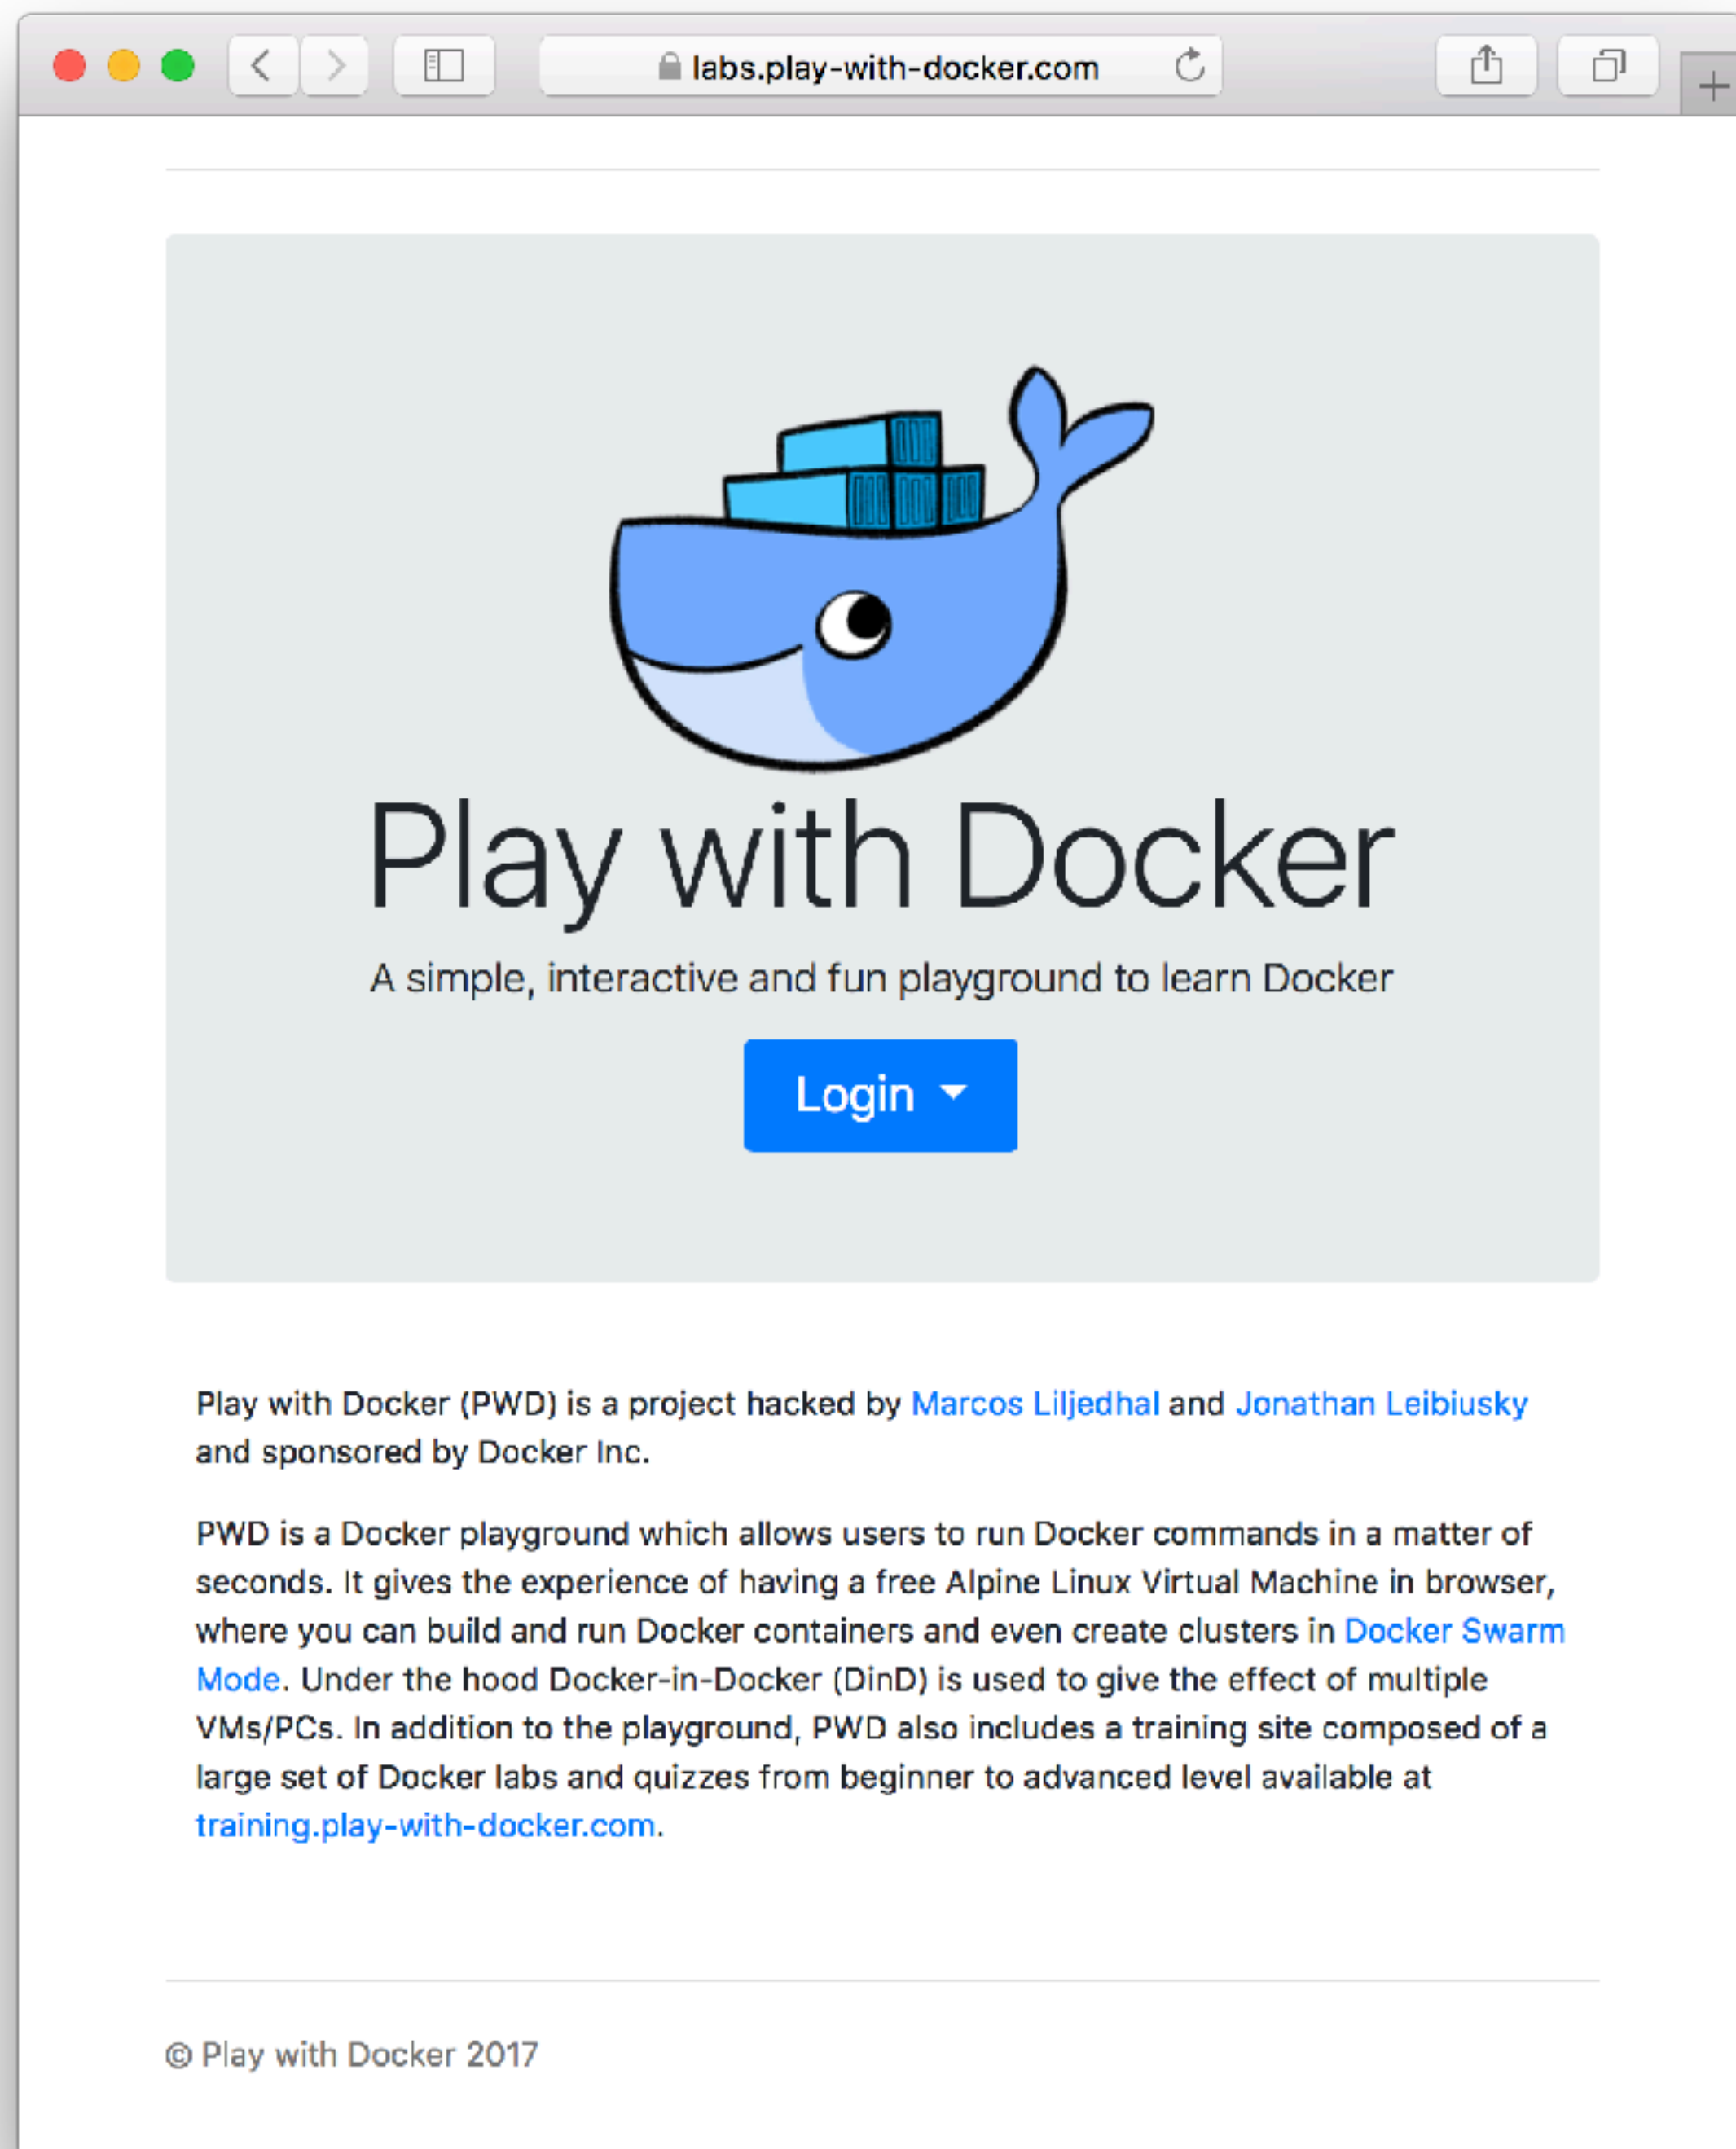 labs.play-with-docker.com
Play with Docker
A simple, interactive and fun playground to learn Docker
Login
Play with Docker (PWD) is a project hacked by Marcos Liljedhal and Jonathan Leibiusky
and sponsored by Docker Inc.
PWD is a Docker playground which allows users to run Docker commands in a matter of
seconds. It gives the experience of having a free Alpine Linux Virtual Machine in browser,
where you can build and run Docker containers and even create clusters in Docker Swarm
Mode. Under the hood Docker-in-Docker (DinD) is used to give the effect of multiple
VMs/PCs. In addition to the playground, PWD also includes a training site composed of a
large set of Docker labs and quizzes from beginner to advanced level available at
training.play-with-docker.com.
© Play with Docker 2017